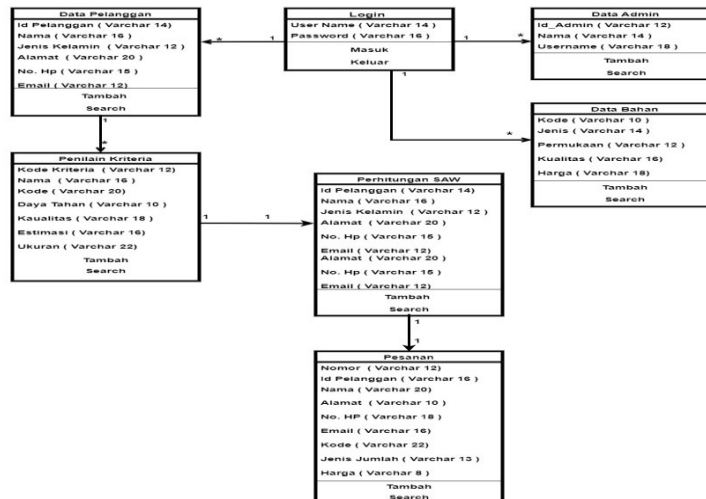 Data Pelanggan
Id Pelanggan ( Varchar 14)
Nama ( Varchar 16 )
Jenis Kelamin ( Varchar 12 )
Alamat ( Varchar 20 )
No. Hp ( Varchar 15 )
Email ( Varchar 12)
Tambah
Search
* 1
Login
User Name ( Varchar 14 )
Password ( Varchar 16 )
Masuk
Keluar
1 *
Data Admin
Id_Admin ( Varchar 12)
Nama ( Varchar 14)
Username ( Varchar 18 )
Tambah
Search
1
*
Data Bahan
Kode ( Varchar 10 )
Jenis ( Varchar 14 )
Permukaan ( Varchar 12 )
Kualitas ( Varchar 16)
Harga ( Varchar 18)
Tambah
Search
1
*
Penilain Kriteria
Kode Kriteria ( Varchar 12)
Nama ( Varchar 16 )
Kode ( Varchar 20)
Daya Tahan ( Varchar 10 )
Kaualitas ( Varchar 18 )
Estimasi ( Varchar 16)
Ukuran ( Varchar 22)
Tambah
Search
1 1
Perhitungan SAW
Id Pelanggan ( Varchar 14)
Nama ( Varchar 16 )
Jenis Kelamin ( Varchar 12 )
Alamat ( Varchar 20 )
No. Hp ( Varchar 15 )
Email ( Varchar 12)
Alamat ( Varchar 20 )
No. Hp ( Varchar 15 )
Email ( Varchar 12)
Tambah
Search
1
1
Pesanan
Nomor ( Varchar 12)
Id Pelanggan ( Varchar 16 )
Nama ( Varchar 20)
Alamat ( Varchar 10 )
No. HP ( Varchar 18 )
Email ( Varchar 16)
Kode ( Varchar 22)
Jenis Jumlah ( Varchar 13 )
Harga ( Varchar 8 )
Tambah
Search